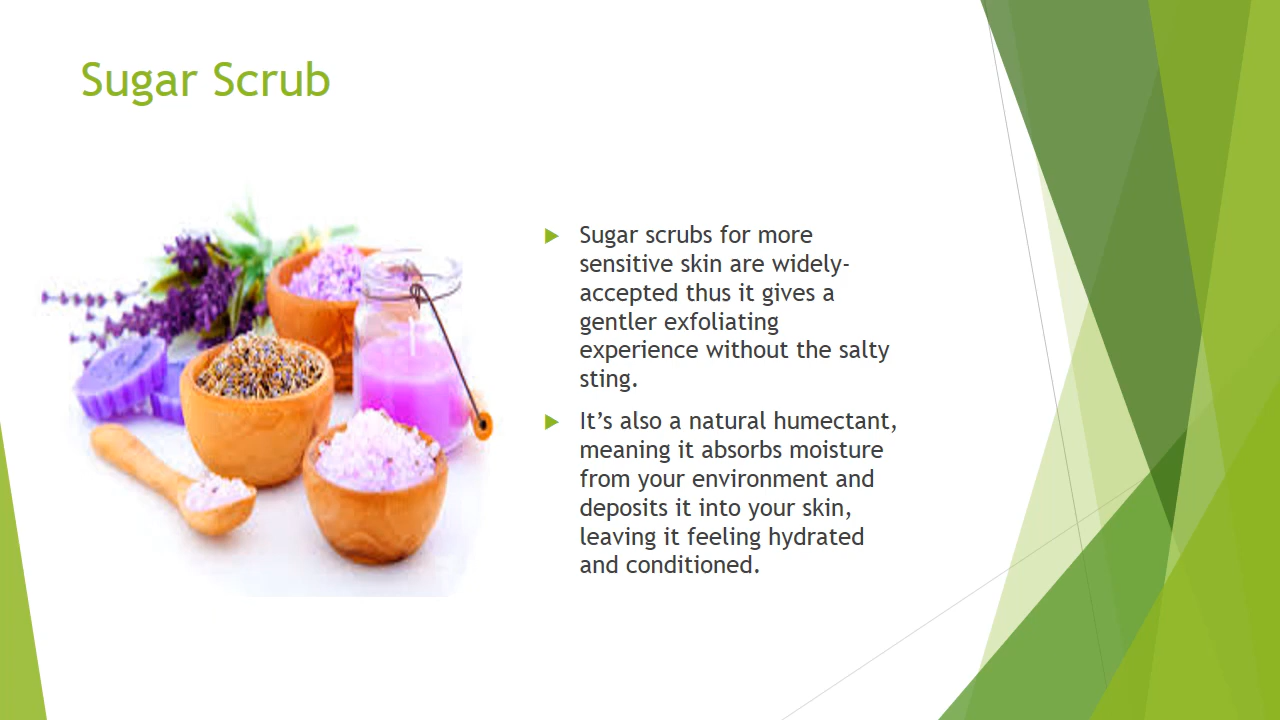 Sugar Scrub
Sugar scrubs for more
sensitive skin are widely-
accepted thus it gives a
gentler exfoliating
experience without the salty
sting.
It’s also a natural humectant,
meaning it absorbs moisture
from your environment and
deposits it into your skin,
leaving it feeling hydrated
and conditioned.